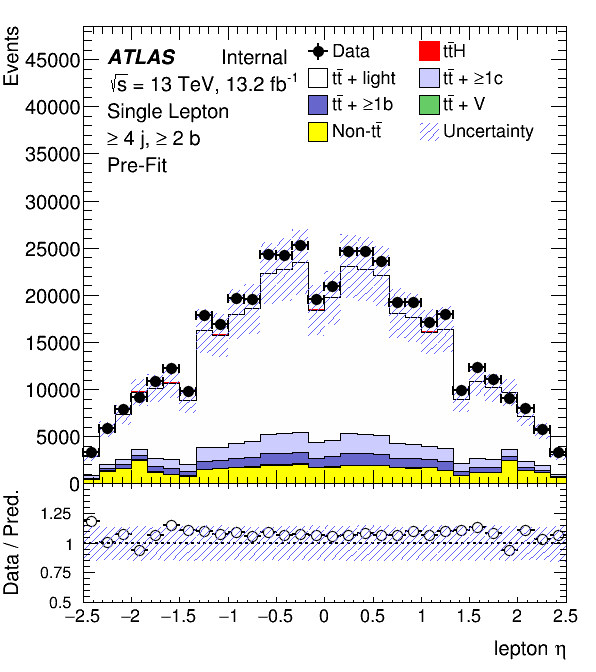 Events
45000
40000
35000
30000
25000
20000
15000
10000
5000
0
ATLAS Internal
√s = 13 TeV, 13.2 fb⁻¹
Single Lepton
≥ 4 j, ≥ 2 b
Pre-Fit
Data
tt̄H
tt̄ + light
tt̄ + ≥1c
tt̄ + ≥1b
tt̄ + V
Non-tt̄
Uncertainty
Data / Pred.
1.25
1
0.75
0.5
−2.5 −2 −1.5 −1 −0.5 0 0.5 1 1.5 2 2.5
lepton η